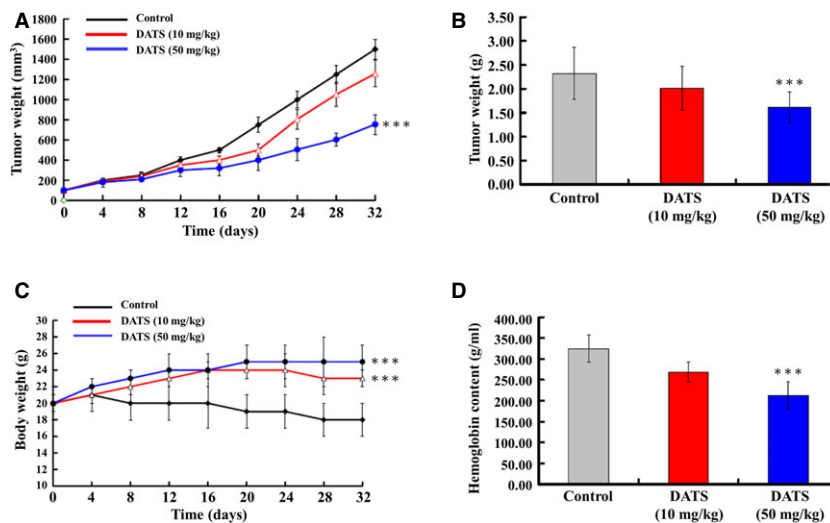 A
Control
DATS (10 mg/kg)
DATS (50 mg/kg)
Tumor weight (mm³)
1800
1600
1400
1200
1000
800
600
400
200
0
***
0 4 8 12 16 20 24 28 32
Time (days)
B
Tumor weight (g)
3.50
3.00
2.50
2.00
1.50
1.00
0.50
0.00
***
Control DATS DATS
(10 mg/kg) (50 mg/kg)
C
Control
DATS (10 mg/kg)
DATS (50 mg/kg)
Body weight (g)
30
28
26
24
22
20
18
16
14
12
10
***
***
0 4 8 12 16 20 24 28 32
Time (days)
D
Hemoglobin content (g/ml)
400.00
350.00
300.00
250.00
200.00
150.00
100.00
50.00
0.00
***
Control DATS DATS
(10 mg/kg) (50 mg/kg)